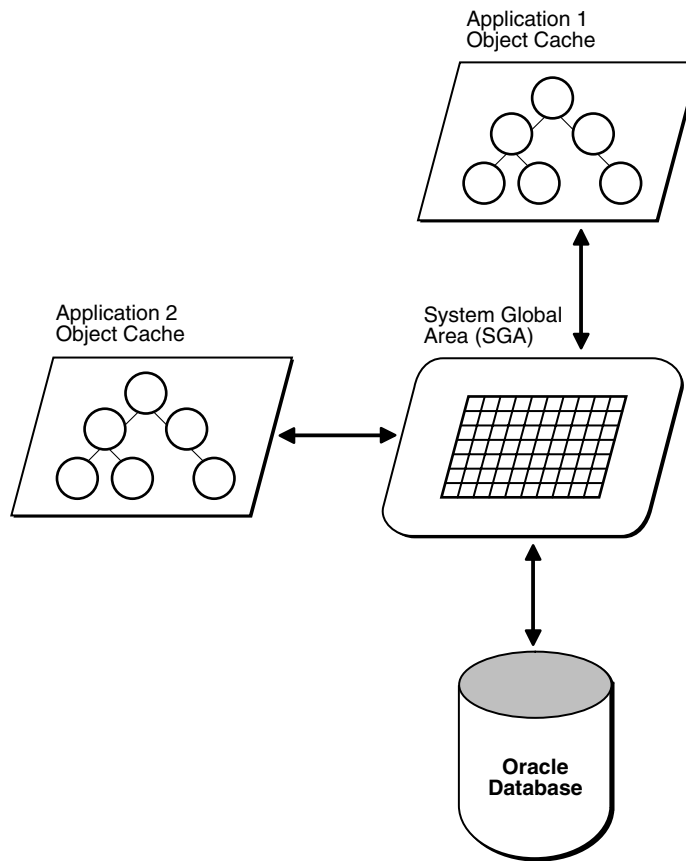 Application 1
Object Cache
Application 2
Object Cache
System Global
Area (SGA)
Oracle
Database